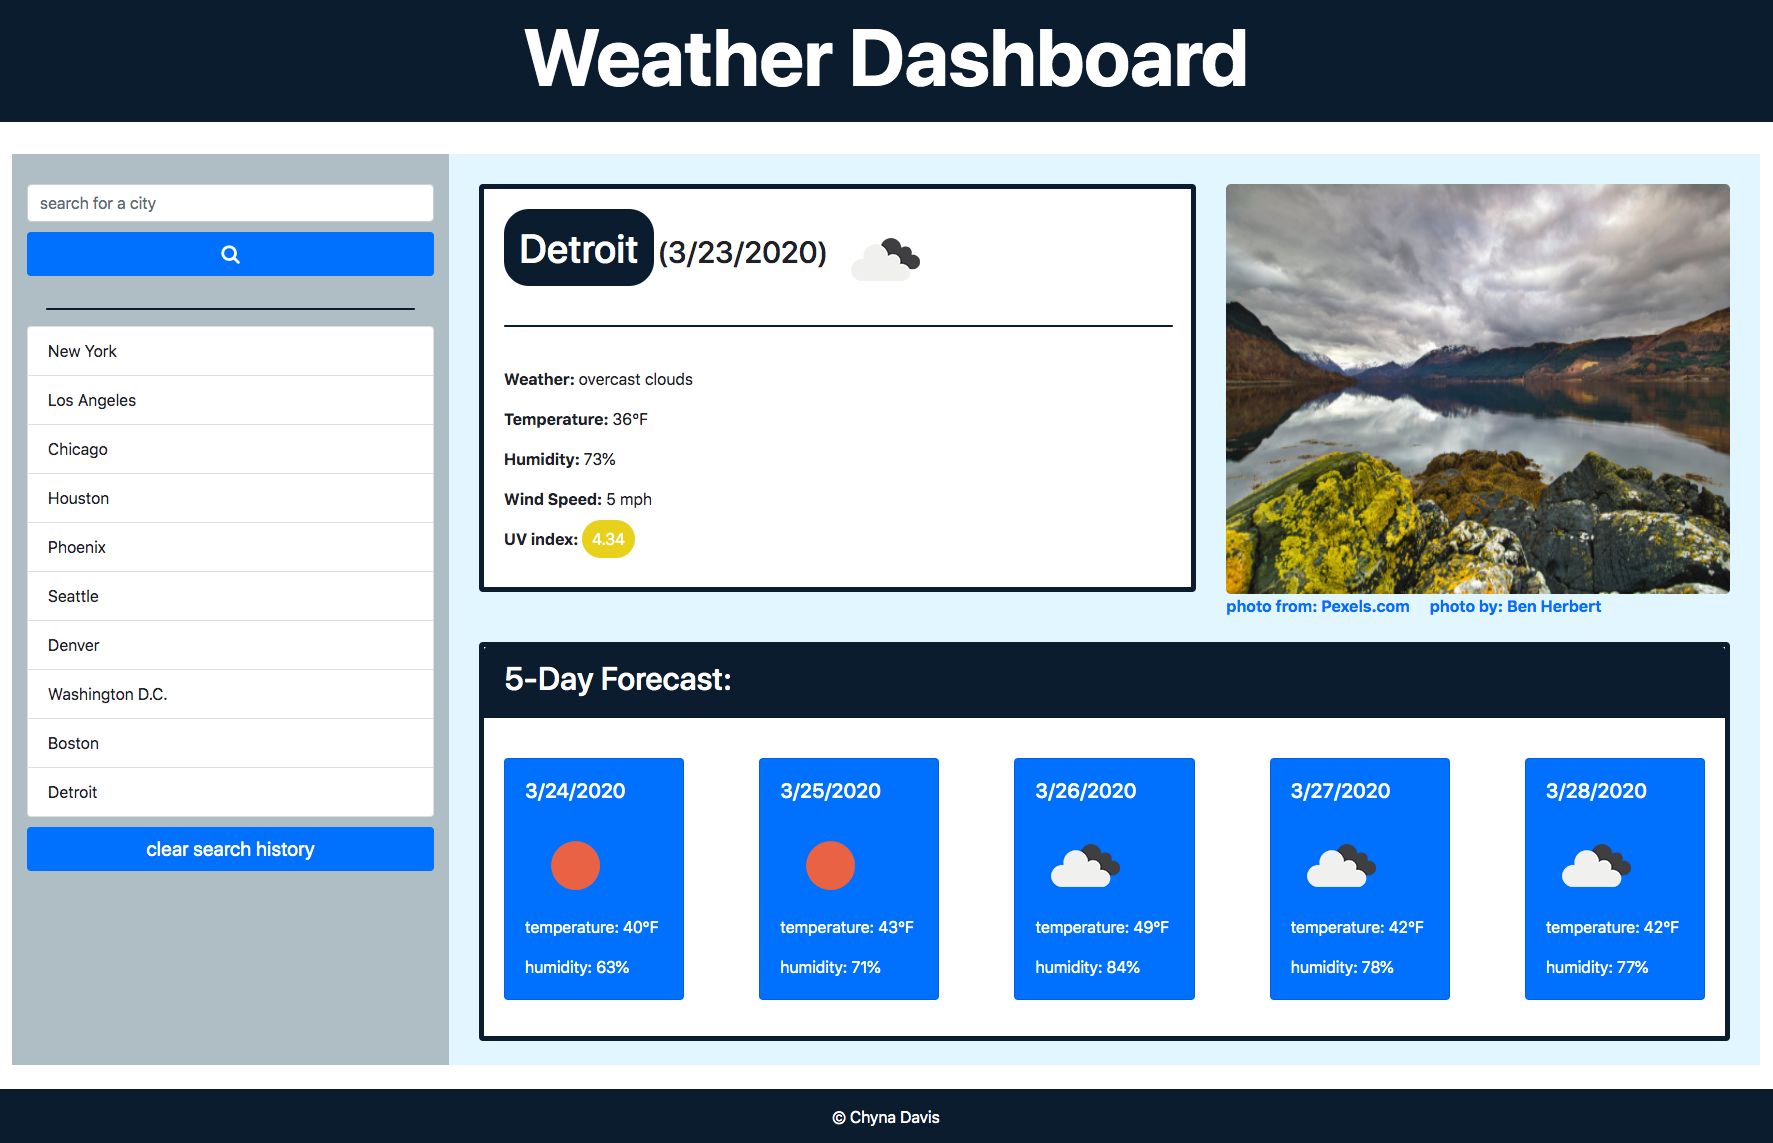 Weather Dashboard
search for a city
New York
Los Angeles
Chicago
Houston
Phoenix
Seattle
Denver
Washington D.C.
Boston
Detroit
clear search history
Detroit (3/23/2020)
Weather: overcast clouds
Temperature: 36°F
Humidity: 73%
Wind Speed: 5 mph
UV index: 4.34
photo from: Pexels.com photo by: Ben Herbert
5-Day Forecast:
3/24/2020
temperature: 40°F
humidity: 63%
3/25/2020
temperature: 43°F
humidity: 71%
3/26/2020
temperature: 49°F
humidity: 84%
3/27/2020
temperature: 42°F
humidity: 78%
3/28/2020
temperature: 42°F
humidity: 77%
© Chyna Davis